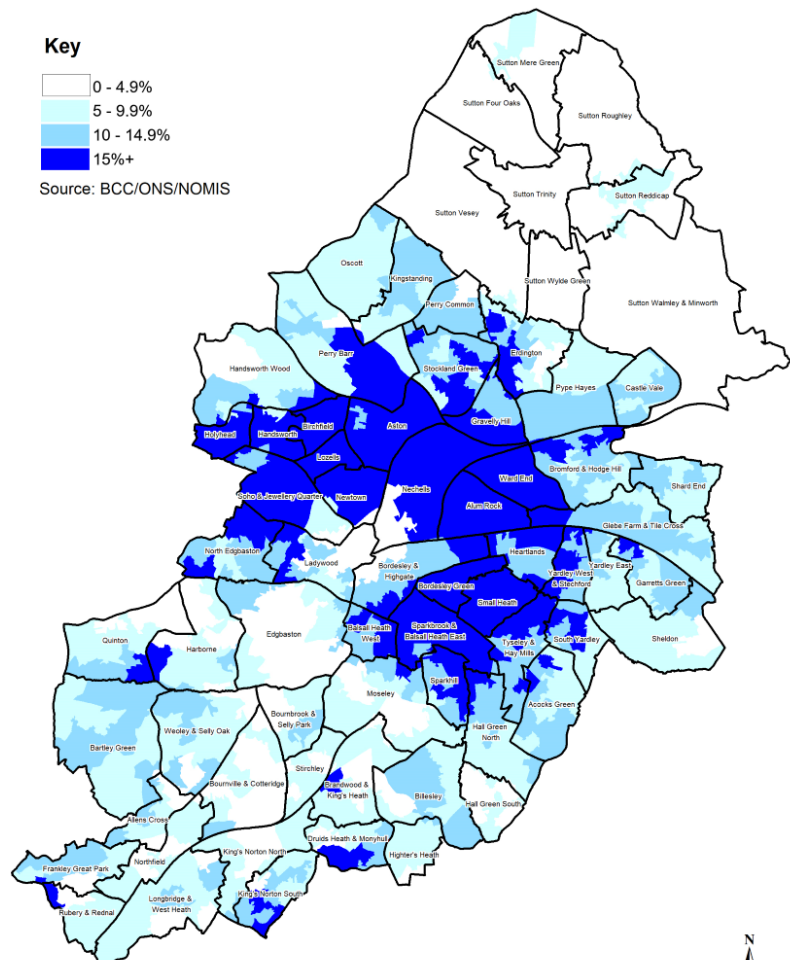 Key
0 - 4.9%
5 - 9.9%
10 - 14.9%
15%+
Source: BCC/ONS/NOMIS
Sutton Mere Green
Sutton Four Oaks
Sutton Roughley
Sutton Trinity
Sutton Reddicap
Sutton Vesey
Oscott
Kingstanding
Sutton Wylde Green
Perry Common
Sutton Walmley & Minworth
Perry Barr
Erdington
Handsworth Wood
Stockland Green
Pype Hayes
Castle Vale
Gravelly Hill
Birchfield
Aston
Holyhead
Handsworth
Lozells
Bromford & Hodge Hill
Ward End
Shard End
Nechells
Soho & Jewellery Quarter
Newtown
Alum Rock
Glebe Farm & Tile Cross
North Edgbaston
Heartlands
Ladywood
Bordesley &
Highgate
Yardley East
Yardley West
& Stechford
Bordesley Green
Garretts Green
Small Heath
Balsall Heath
West
Sparkbrook &
Balsall Heath East
Edgbaston
Quinton
Harborne
Tyseley &
Hay Mills
South Yardley
Sheldon
Sparkhill
Moseley
Acocks Green
Bournbrook &
Selly Park
Weoley & Selly Oak
Hall Green
North
Bartley Green
Stirchley
Bournville & Cotteridge
Brandwood &
King's Heath
Billesley
Hall Green South
Allens Cross
Druids Heath & Monyhull
King's Norton North
Highter's Heath
Northfield
Frankley Great Park
King's Norton South
Longbridge &
West Heath
Rubery & Rednal
N